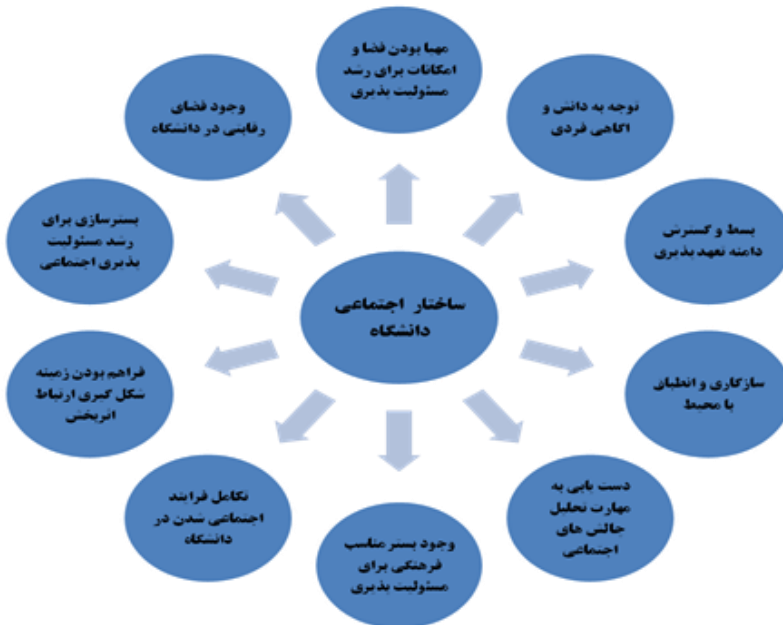 مهیا بودن فضا و
امکانات برای رشد
مسئولیت پذیری
توجه به دانش و
آگاهی فردی
بسط و گسترش
دامنه تعهد پذیری
سازگاری و انطباق
با محیط
دست یابی به
مهارت تحلیل
چالش های
اجتماعی
وجود بستر مناسب
فرهنگی برای
مسئولیت پذیری
تکامل فرایند
اجتماعی شدن در
دانشگاه
فراهم بودن زمینه
شکل گیری ارتباط
اثربخش
بسترسازی برای
رشد مسئولیت
پذیری اجتماعی
وجود فضای
رقابتی در دانشگاه
ساختار اجتماعی
دانشگاه